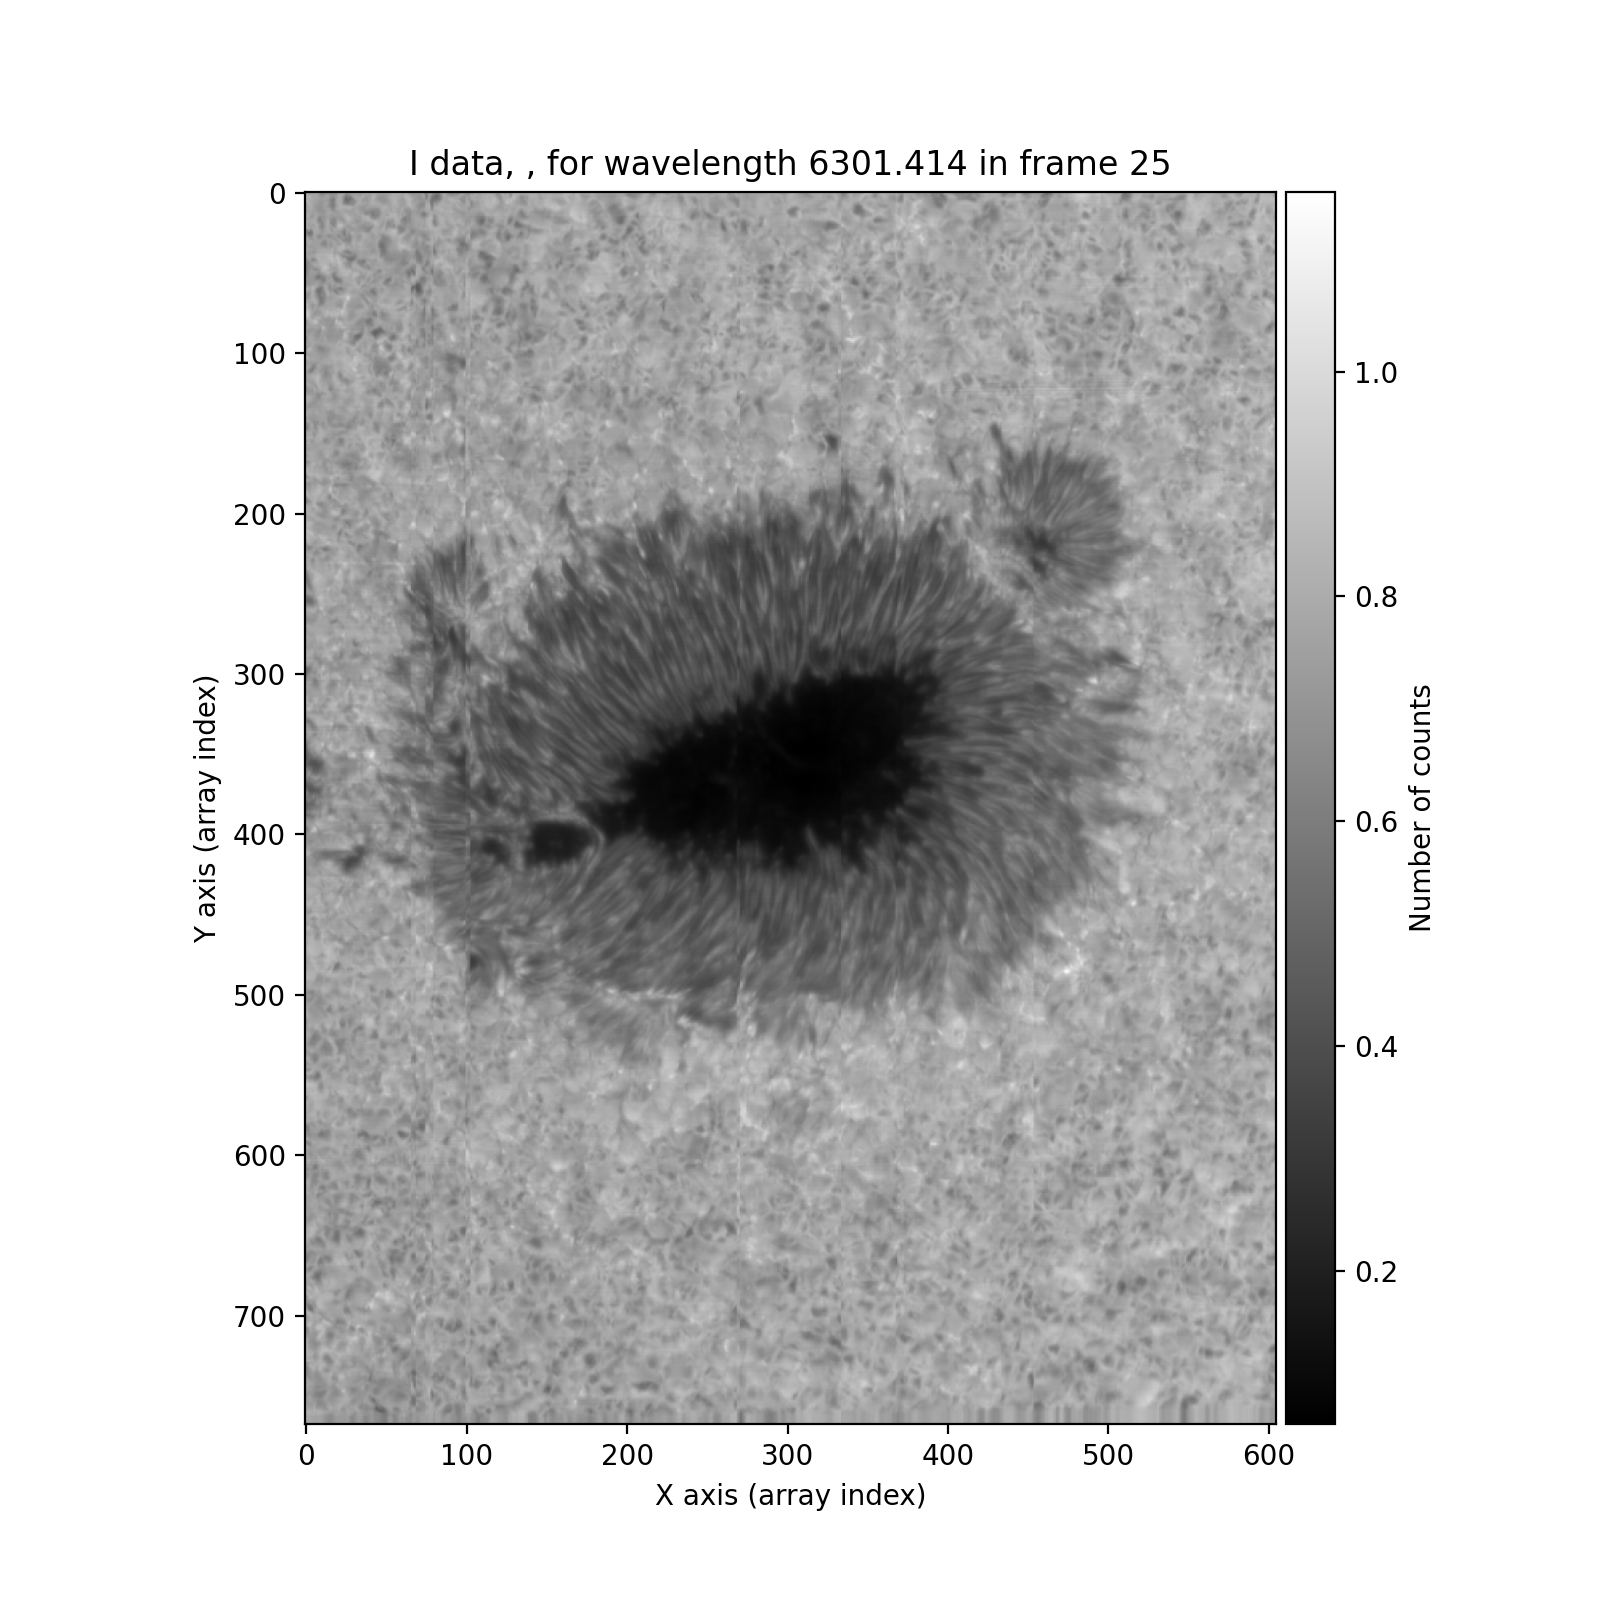 I data, , for wavelength 6301.414 in frame 25
0
100
200
300
400
500
600
700
Y axis (array index)
0 100 200 300 400 500 600
X axis (array index)
1.0
0.8
0.6
0.4
0.2
Number of counts